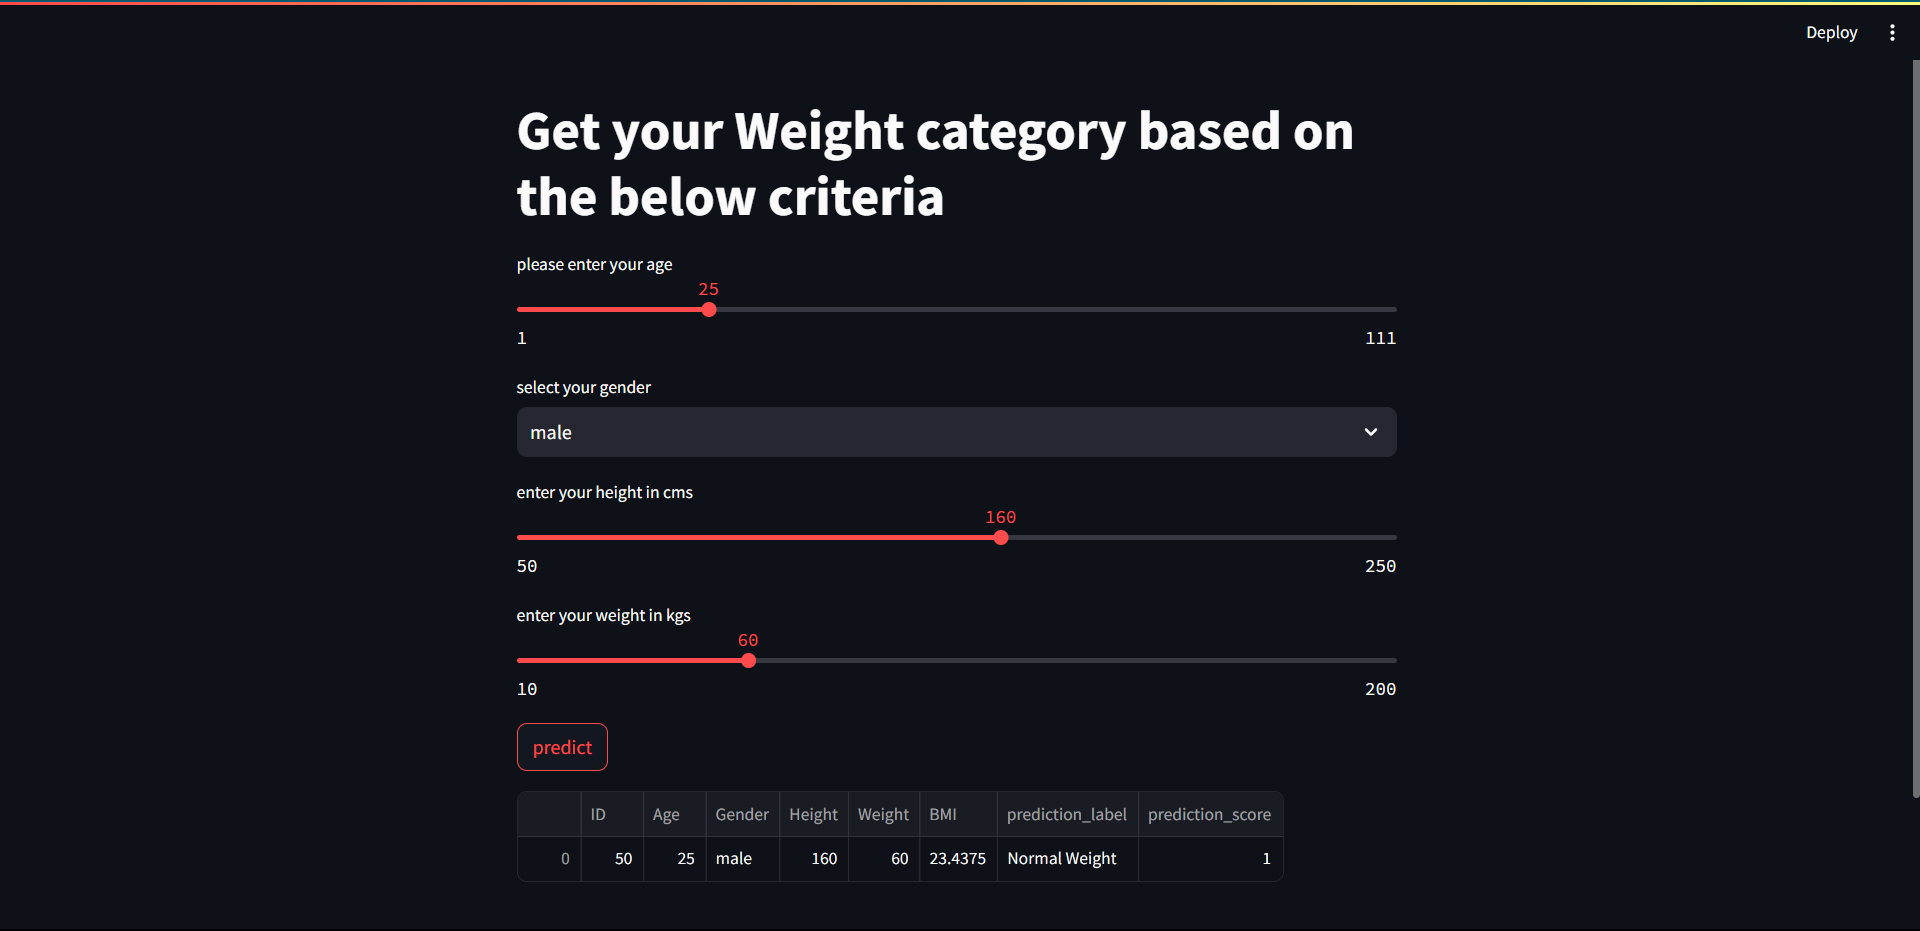 Deploy
Get your Weight category based on
the below criteria
please enter your age
25
1 111
select your gender
male
enter your height in cms
160
50 250
enter your weight in kgs
60
10 200
predict
ID Age Gender Height Weight BMI prediction_label prediction_score
0 50 25 male 160 60 23.4375 Normal Weight 1